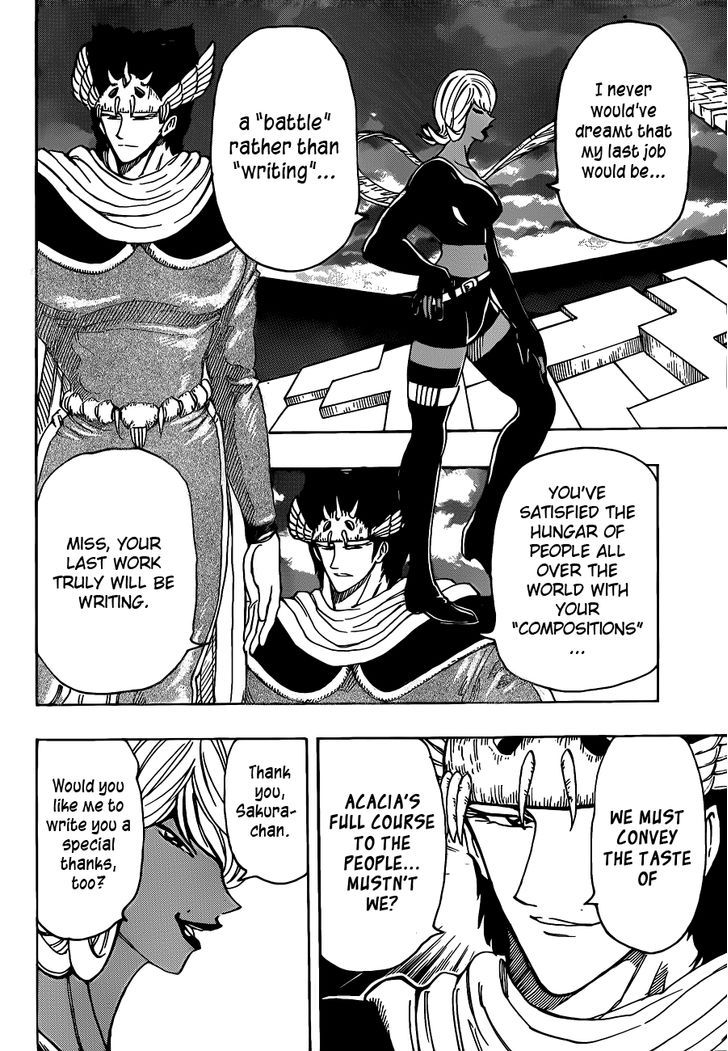 I never
would've
dreamt that
my last job
would be...
a "battle"
rather than
"writing"...
YOU'VE
SATISFIED THE
HUNGAR OF
PEOPLE ALL
OVER THE
WORLD WITH
YOUR
"COMPOSITIONS"
...
MISS, YOUR
LAST WORK
TRULY WILL BE
WRITING.
WE MUST
CONVEY
THE TASTE
OF
ACACIA'S
FULL COURSE
TO THE
PEOPLE...
MUSTN'T
WE?
Thank
you,
Sakura-
chan.
Would you
like me to
write you a
special
thanks,
too?